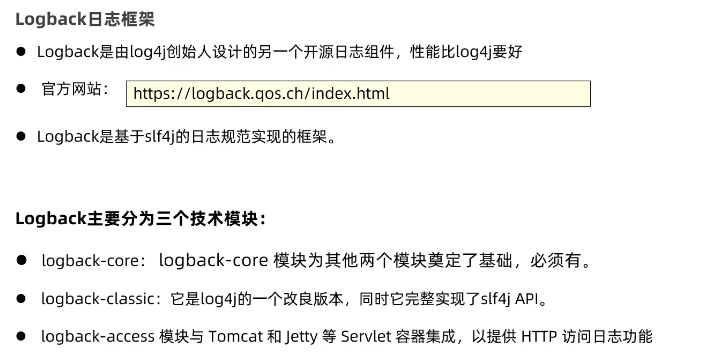 Logback日志框架
● Logback是由log4j创始人设计的另一个开源日志组件，性能比log4j要好
● 官方网站： https://logback.qos.ch/index.html
● Logback是基于slf4j的日志规范实现的框架。
Logback主要分为三个技术模块：
● logback-core： logback-core 模块为其他两个模块奠定了基础，必须有。
● logback-classic：它是log4j的一个改良版本，同时它完整实现了slf4j API。
● logback-access 模块与 Tomcat 和 Jetty 等 Servlet 容器集成，以提供 HTTP 访问日志功能